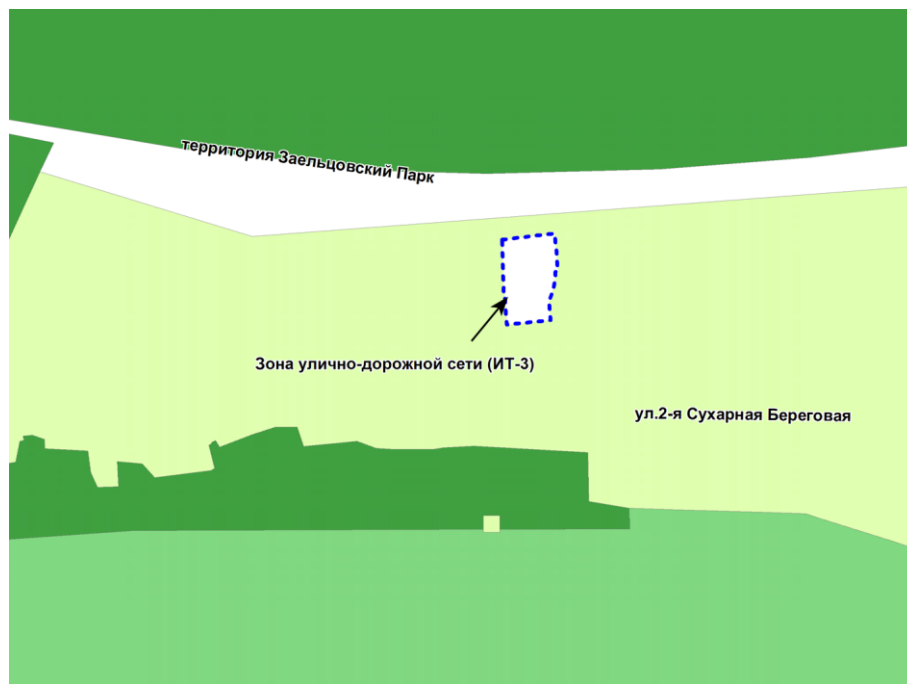 территория Заельцовский Парк
Зона улично-дорожной сети (ИТ-3)
ул.2-я Сухарная Береговая